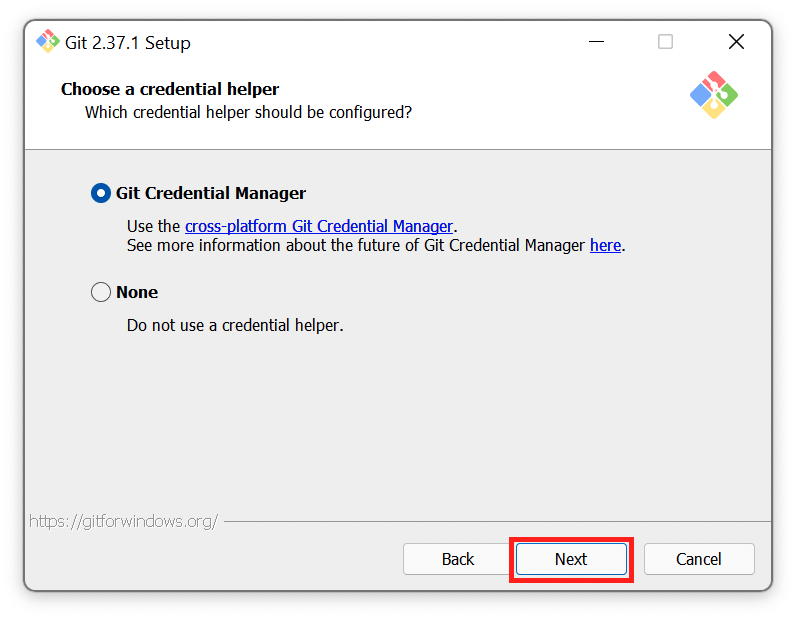 Git 2.37.1 Setup
Choose a credential helper
Which credential helper should be configured?
Git Credential Manager
Use the cross-platform Git Credential Manager.
See more information about the future of Git Credential Manager here.
None
Do not use a credential helper.
https://gitforwindows.org/
Back Next Cancel